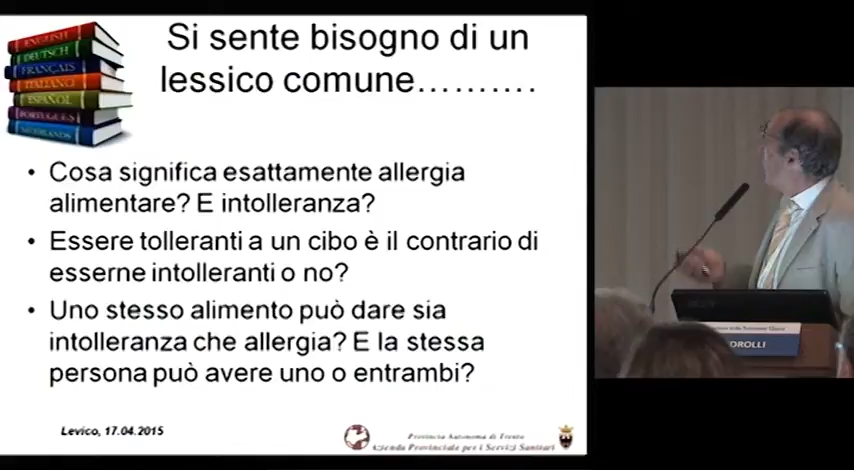 ENGLISH
DEUTSCH
FRANÇAIS
ITALIANO
ESPAÑOL
PORTUGUES
NEDERLANDS
Si sente bisogno di un
lessico comune……….
• Cosa significa esattamente allergia
alimentare? E intolleranza?
• Essere tolleranti a un cibo è il contrario di
esserne intolleranti o no?
• Uno stesso alimento può dare sia
intolleranza che allergia? E la stessa
persona può avere uno o entrambi?
Levico, 17.04.2015
Provincia Autonoma di Trento
Azienda Provinciale per i Servizi Sanitari
DROLLI